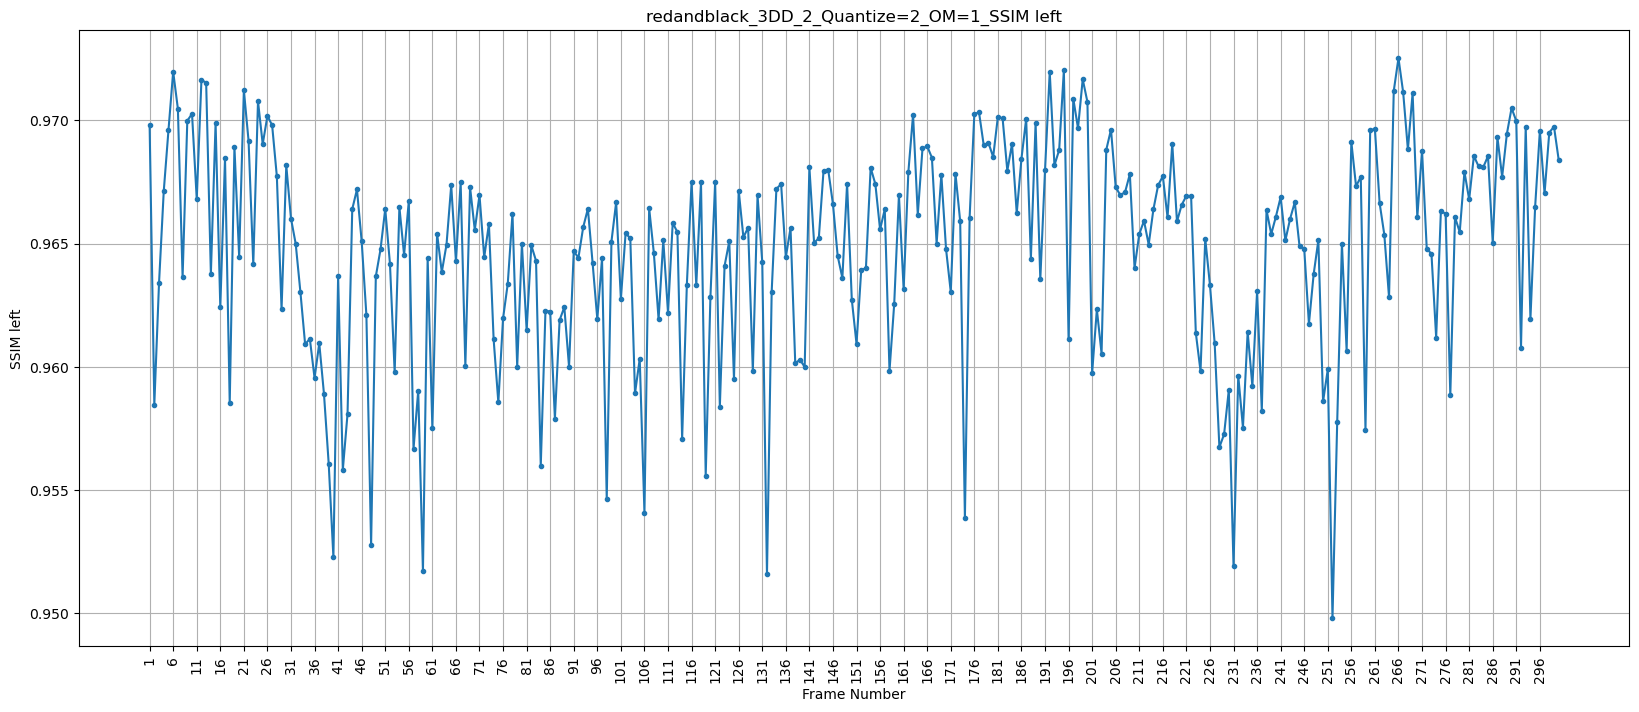 redandblack_3DD_2_Quantize=2_OM=1_SSIM left
SSIM left
0.970
0.965
0.960
0.955
0.950
1 6 11 16 21 26 31 36 41 46 51 56 61 66 71 76 81 86 91 96 101 106 111 116 121 126 131 136 141 146 151 156 161 166 171 176 181 186 191 196 201 206 211 216 221 226 231 236 241 246 251 256 261 266 271 276 281 286 291 296
Frame Number